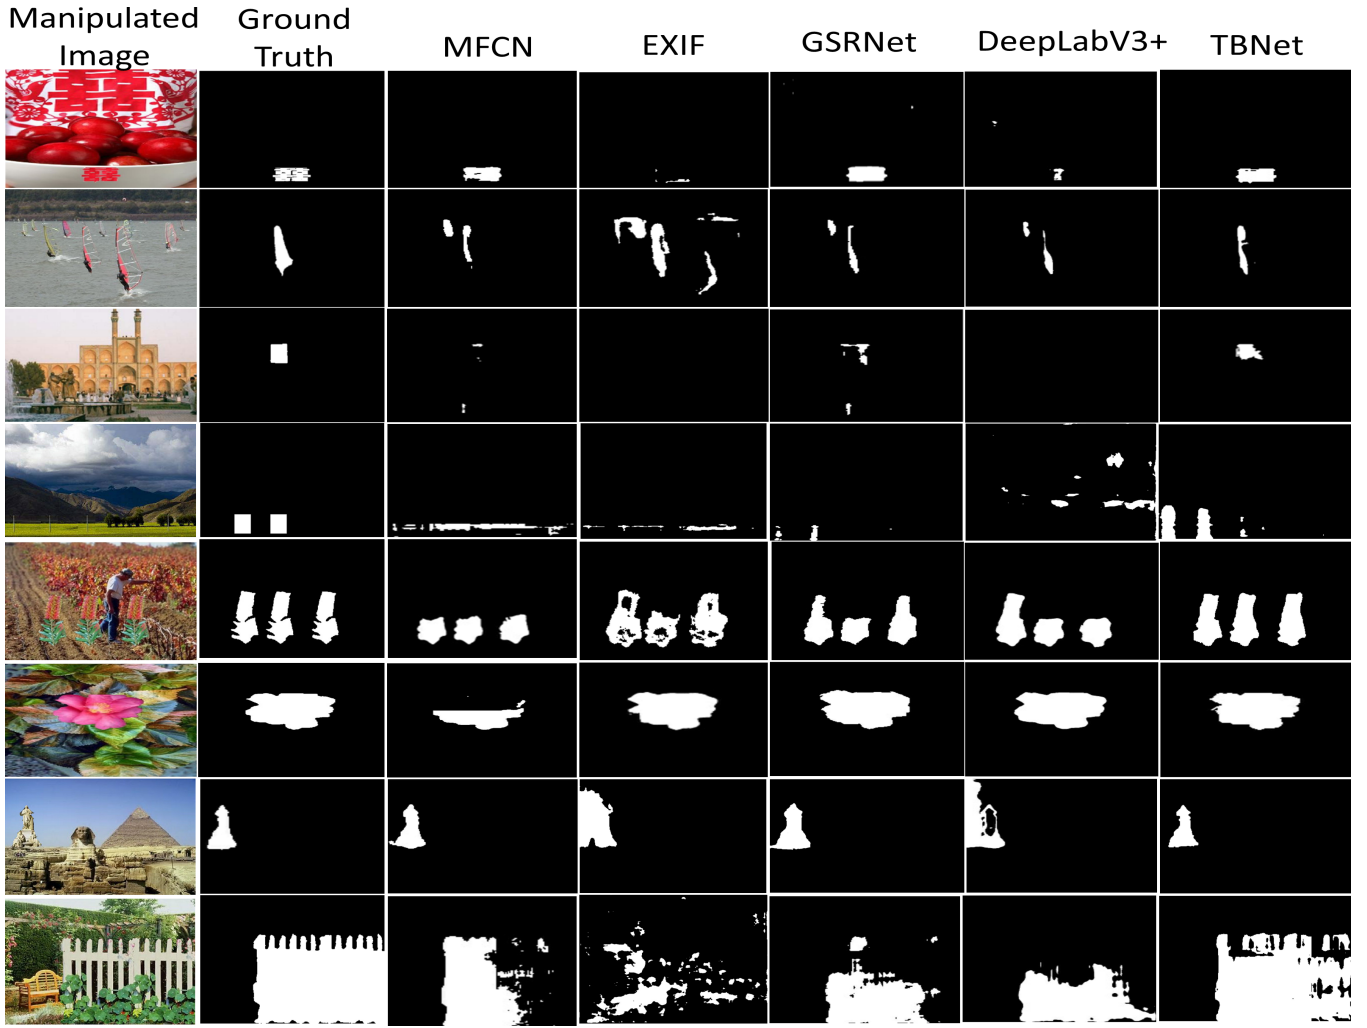 Manipulated
Image
Ground
Truth
MFCN
EXIF
GSRNet
DeepLabV3+
TBNet